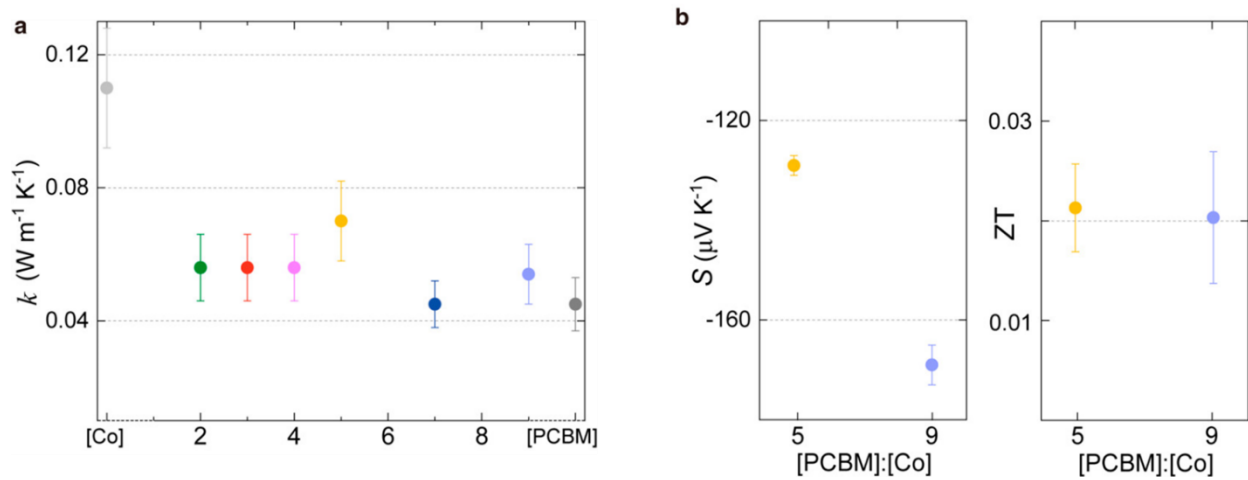 a
k (W m⁻¹ K⁻¹)
0.12
0.08
0.04
[Co] 2 4 6 8 [PCBM]
b
S (μV K⁻¹)
-120
-160
5 9
[PCBM]:[Co]
ZT
0.03
0.01
5 9
[PCBM]:[Co]